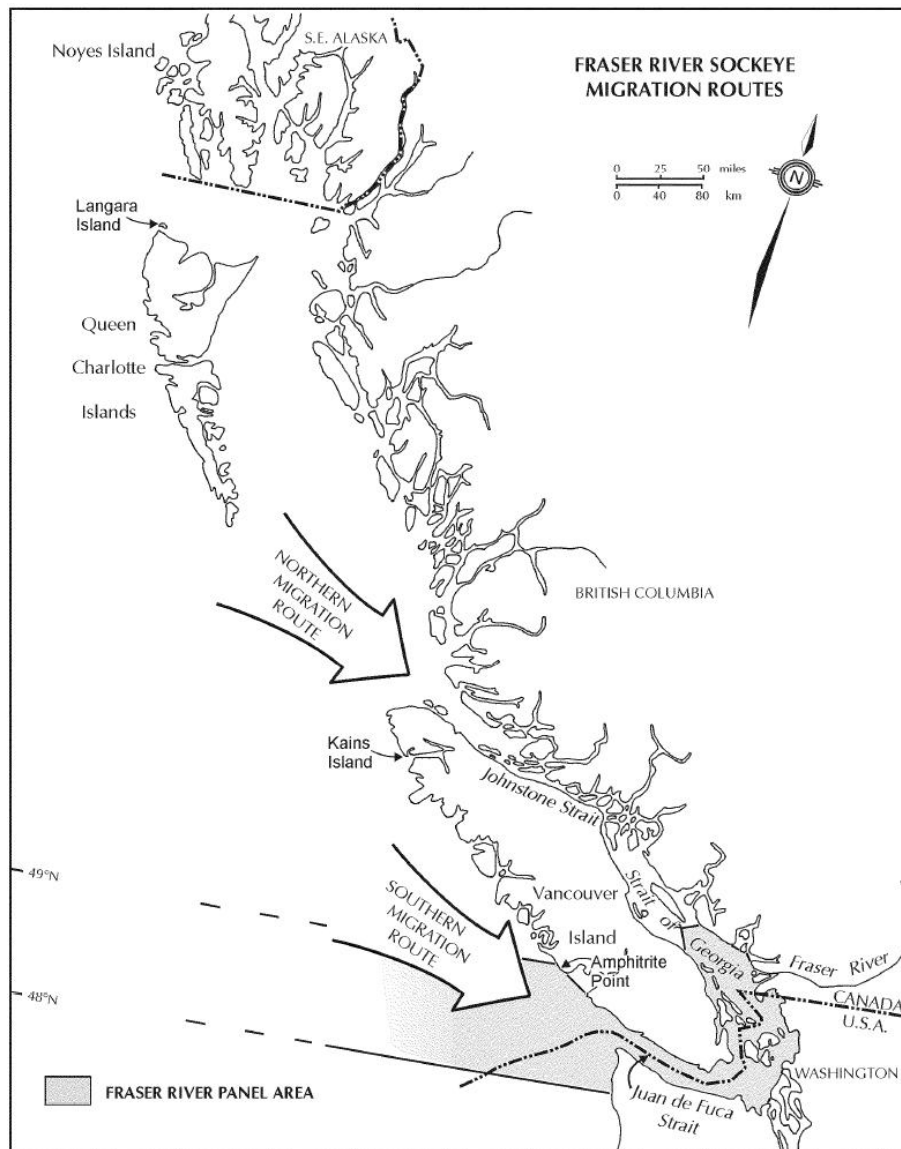 Noyes Island
S.E. ALASKA
FRASER RIVER SOCKEYE
MIGRATION ROUTES
0 25 50 miles
0 40 80 km
N
Langara
Island
Queen
Charlotte
Islands
NORTHERN
MIGRATION
ROUTE
BRITISH COLUMBIA
Kains
Island
Johnstone Strait
49°N
Strait of
Georgia
Vancouver
Island
SOUTHERN
MIGRATION
ROUTE
Amphitrite
Point
Fraser River
48°N
CANADA
U.S.A.
WASHINGTON
Juan de Fuca
Strait
FRASER RIVER PANEL AREA